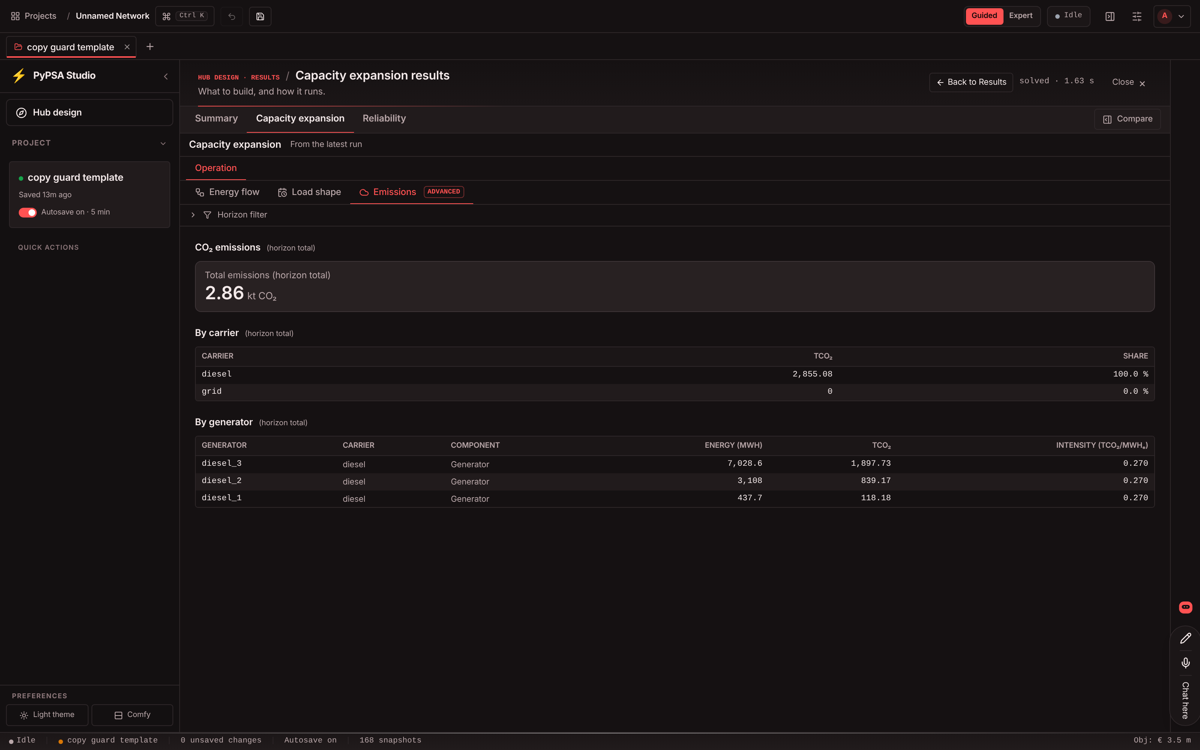 Projects / Unnamed Network ⌘ Ctrl K Guided Expert Idle A
copy guard template × +
⚡ PyPSA Studio
Hub design
PROJECT
copy guard template
Saved 13m ago
Autosave on · 5 min
QUICK ACTIONS
PREFERENCES
Light theme Comfy
HUB DESIGN · RESULTS / Capacity expansion results
What to build, and how it runs.
← Back to Results solved · 1.63 s Close ×
Summary Capacity expansion Reliability Compare
Capacity expansion From the latest run
Operation
Energy flow Load shape Emissions ADVANCED
Horizon filter
CO₂ emissions (horizon total)
Total emissions (horizon total)
2.86 kt CO₂
By carrier (horizon total)
CARRIER TCO₂ SHARE
diesel 2,855.08 100.0 %
grid 0 0.0 %
By generator (horizon total)
GENERATOR CARRIER COMPONENT ENERGY (MWH) TCO₂ INTENSITY (TCO₂/MWHₑ)
diesel_3 diesel Generator 7,028.6 1,897.73 0.270
diesel_2 diesel Generator 3,108 839.17 0.270
diesel_1 diesel Generator 437.7 118.18 0.270
Chat here
Idle copy guard template 0 unsaved changes Autosave on 168 snapshots Obj: € 3.5 m